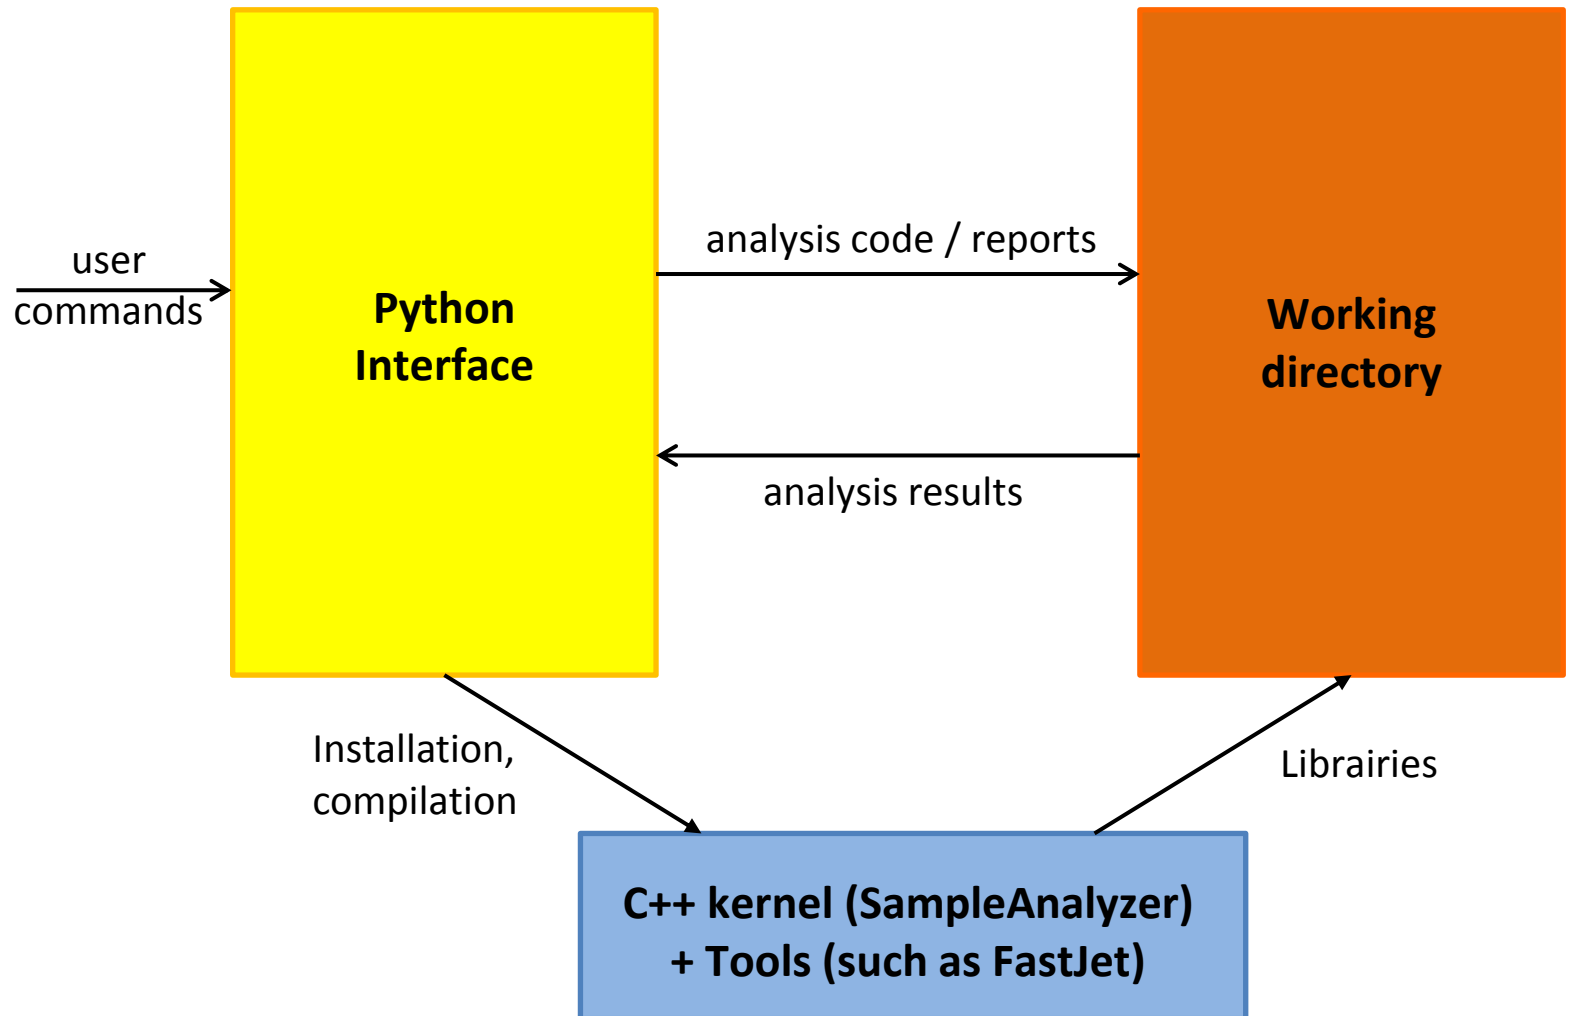 user
commands
Python
Interface
analysis code / reports
analysis results
Working
directory
Installation,
compilation
Librairies
C++ kernel (SampleAnalyzer)
+ Tools (such as FastJet)